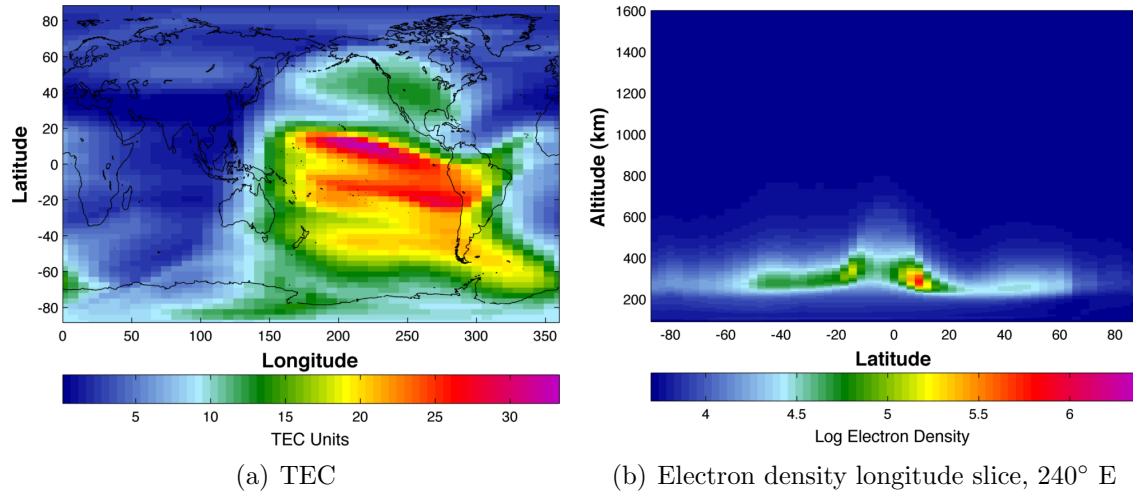 80
60
40
20
0
-20
-40
-60
-80
Latitude
0 50 100 150 200 250 300 350
Longitude
5 10 15 20 25 30
TEC Units
(a) TEC
1600
1400
1200
1000
800
600
400
200
Altitude (km)
-80 -60 -40 -20 0 20 40 60 80
Latitude
4 4.5 5 5.5 6
Log Electron Density
(b) Electron density longitude slice, 240° E